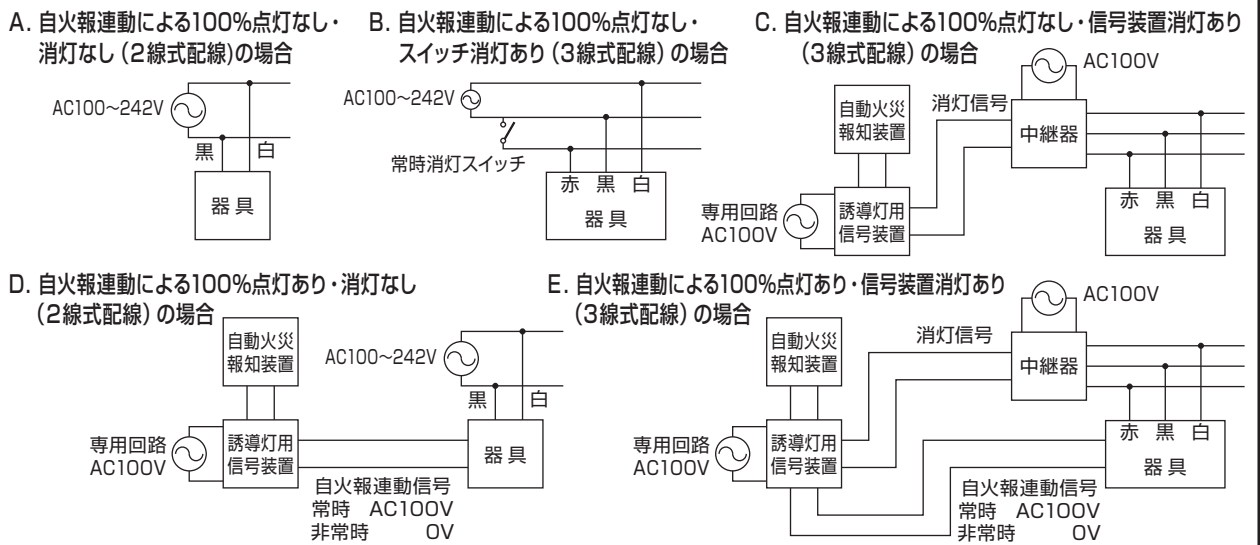 A. 自火報連動による100%点灯なし・
消灯なし（2線式配線)の場合
AC100~242V
黒
白
器具
B. 自火報連動による100%点灯なし・
スイッチ消灯あり（3線式配線）の場合
AC100~242V
常時消灯スイッチ
赤 黒 白
器具
C. 自火報連動による100%点灯なし・信号装置消灯あり
（3線式配線）の場合
AC100V
自動火災
報知装置
消灯信号
中継器
専用回路
AC100V
誘導灯用
信号装置
赤 黒 白
器具
D. 自火報連動による100%点灯あり・消灯なし
（2線式配線）の場合
自動火災
報知装置
AC100~242V
黒
白
専用回路
AC100V
誘導灯用
信号装置
器具
自火報連動信号
常時 AC100V
非常時 0V
E. 自火報連動による100%点灯あり・信号装置消灯あり
（3線式配線）の場合
AC100V
自動火災
報知装置
消灯信号
中継器
専用回路
AC100V
誘導灯用
信号装置
赤 黒 白
器具
自火報連動信号
常時 AC100V
非常時 0V